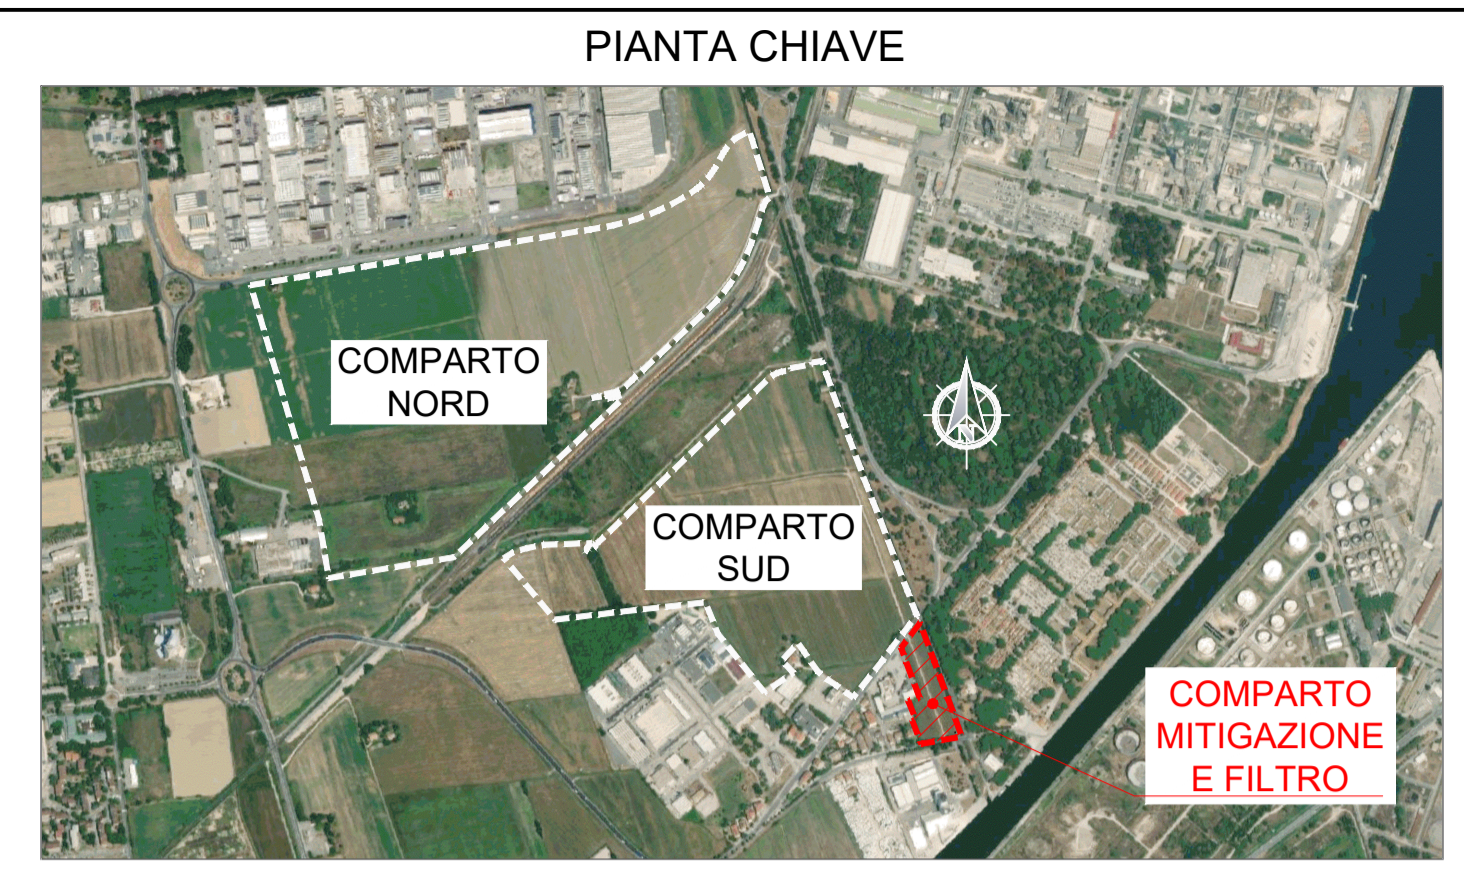 PIANTA CHIAVE
COMPARTO
NORD
COMPARTO
SUD
N
COMPARTO
MITIGAZIONE
E FILTRO